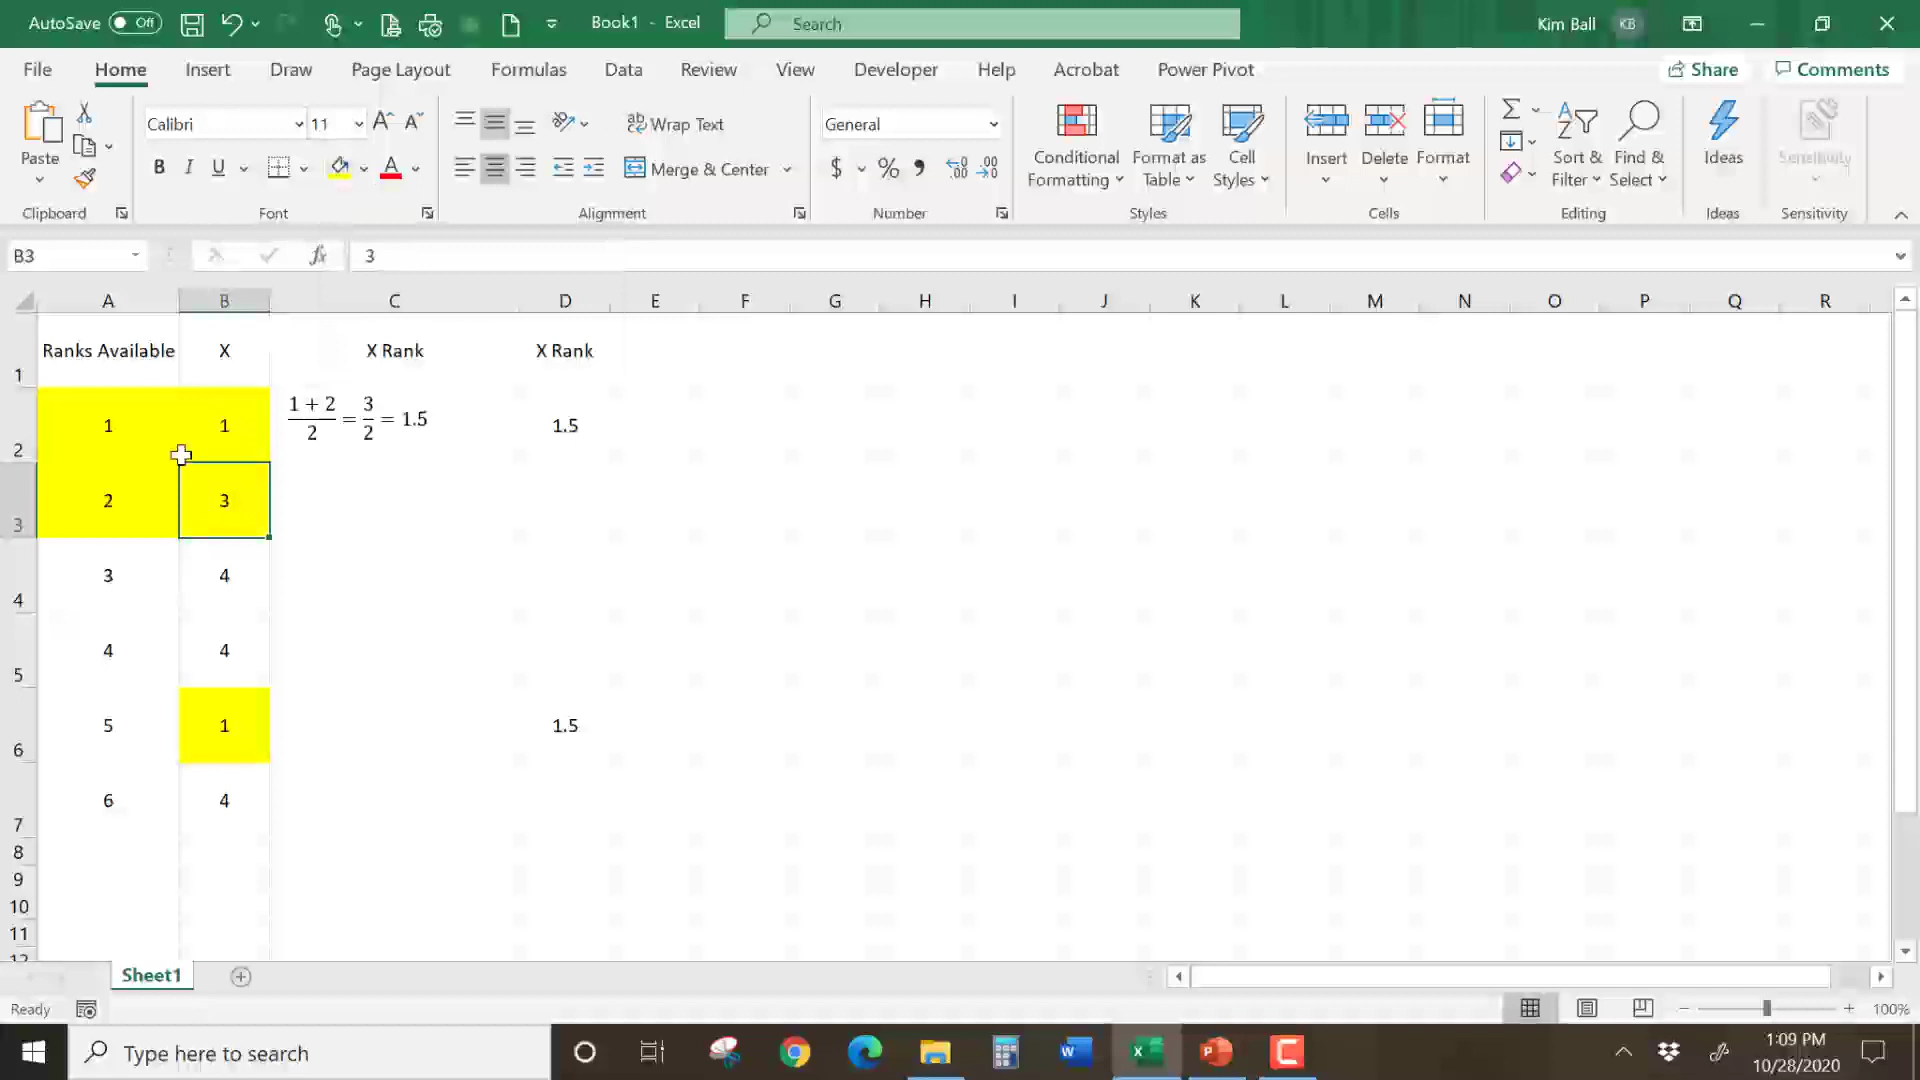 AutoSave Off Book1 - Excel Search Kim Ball KB
File Home Insert Draw Page Layout Formulas Data Review View Developer Help Acrobat Power Pivot Share Comments
Paste
Clipboard
Calibri 11
B I U A
Font
ab Wrap Text
Merge & Center
Alignment
General
$ % 9
Number
Conditional Formatting
Format as Table
Cell Styles
Styles
Insert Delete Format
Cells
Sort & Filter
Find & Select
Editing
Ideas
Ideas
Sensitivity
Sensitivity
B3 fx 3
A B C D E F G H I J K L M N O P Q R
1 Ranks Available X X Rank X Rank
2 1 1 1 + 2 / 2 = 3 / 2 = 1.5 1.5
3 2 3
4 3 4
5 4 4
6 5 1 1.5
7 6 4
8
9
10
11
12
Sheet1
Ready 100%
Type here to search 1:09 PM
10/28/2020